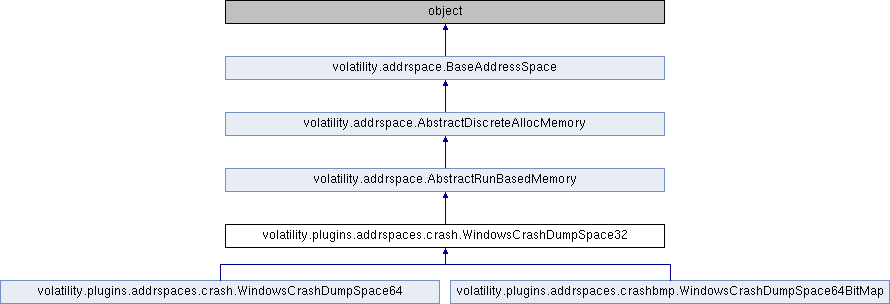 object
volatility.addrspace.BaseAddressSpace
volatility.addrspace.AbstractDiscreteAllocMemory
volatility.addrspace.AbstractRunBasedMemory
volatility.plugins.addrspaces.crash.WindowsCrashDumpSpace32
volatility.plugins.addrspaces.crash.WindowsCrashDumpSpace64
volatility.plugins.addrspaces.crashbmp.WindowsCrashDumpSpace64BitMap